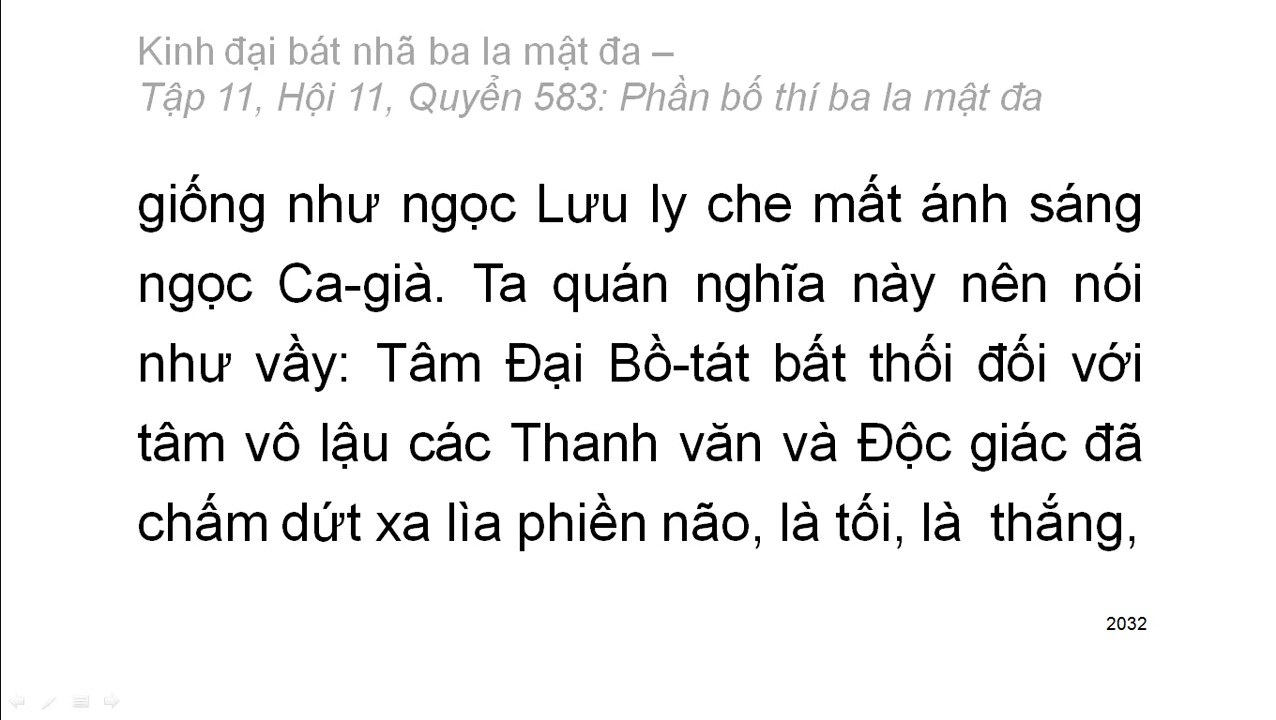 Kinh đại bát nhã ba la mật đa –
Tập 11, Hội 11, Quyển 583: Phần bố thí ba la mật đa
giống như ngọc Lưu ly che mất ánh sáng
ngọc Ca-già. Ta quán nghĩa này nên nói
như vầy: Tâm Đại Bồ-tát bất thối đối với
tâm vô lậu các Thanh văn và Độc giác đã
chấm dứt xa lìa phiền não, là tối, là thắng,
2032